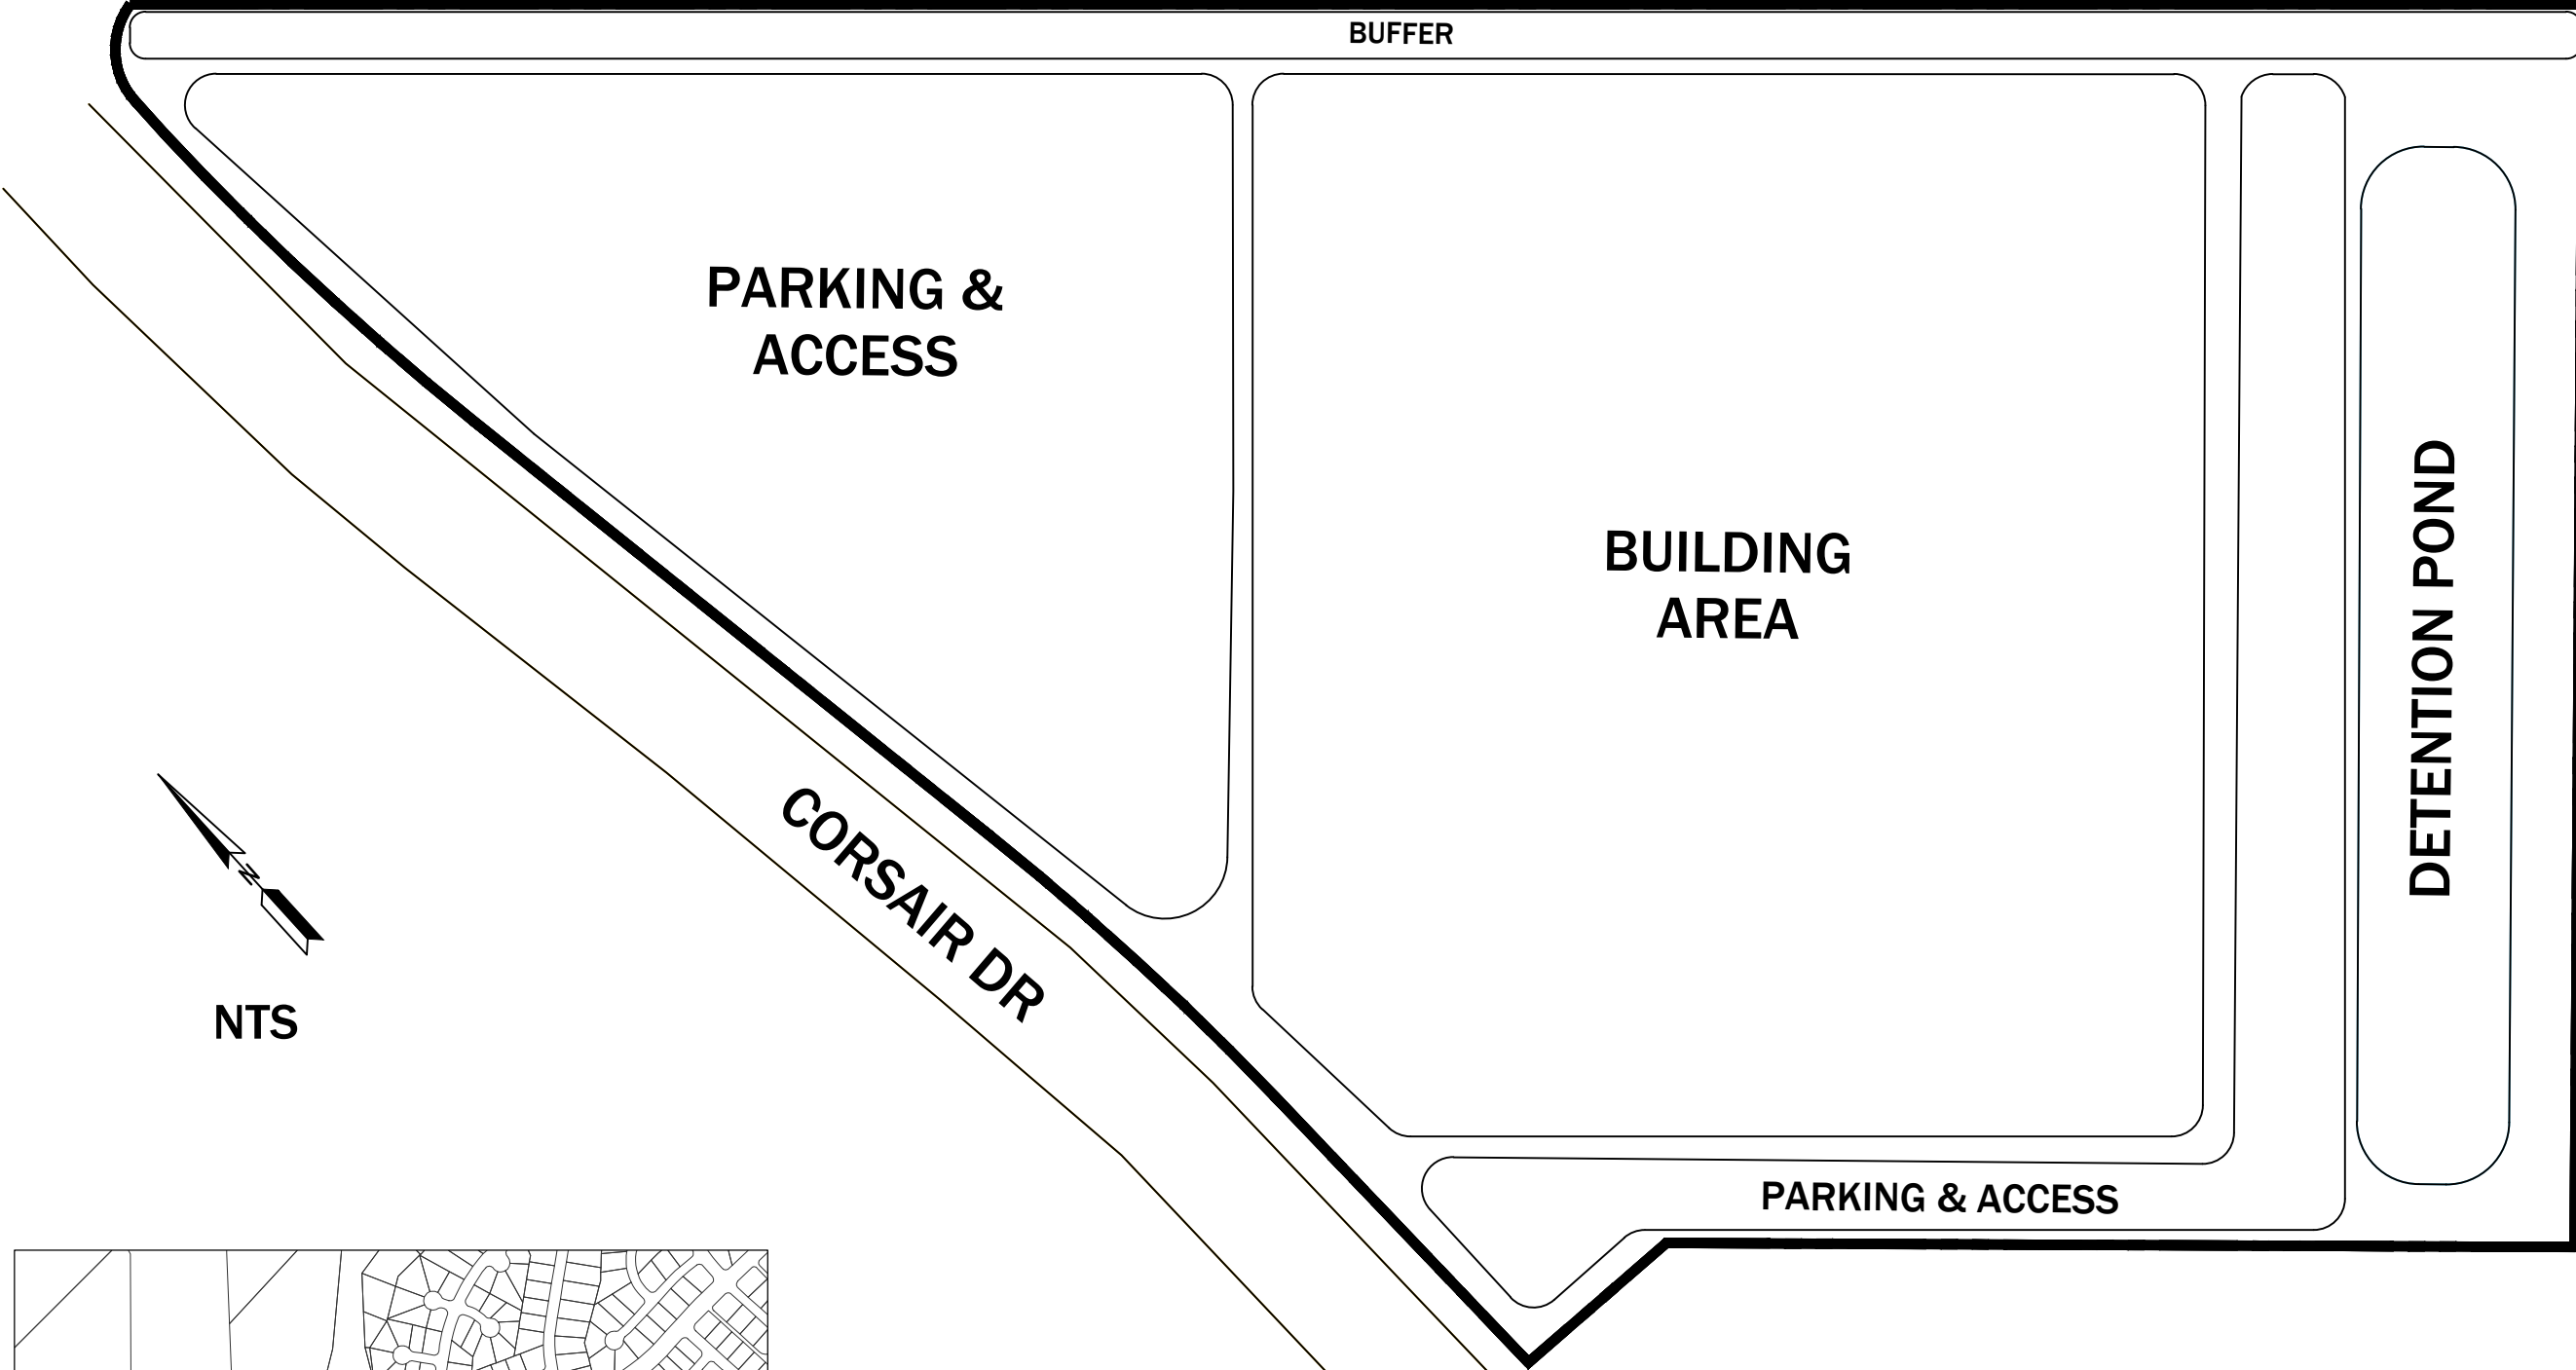 BUFFER
PARKING &
ACCESS
BUILDING
AREA
DETENTION POND
CORSAIR DR
N
NTS
PARKING & ACCESS